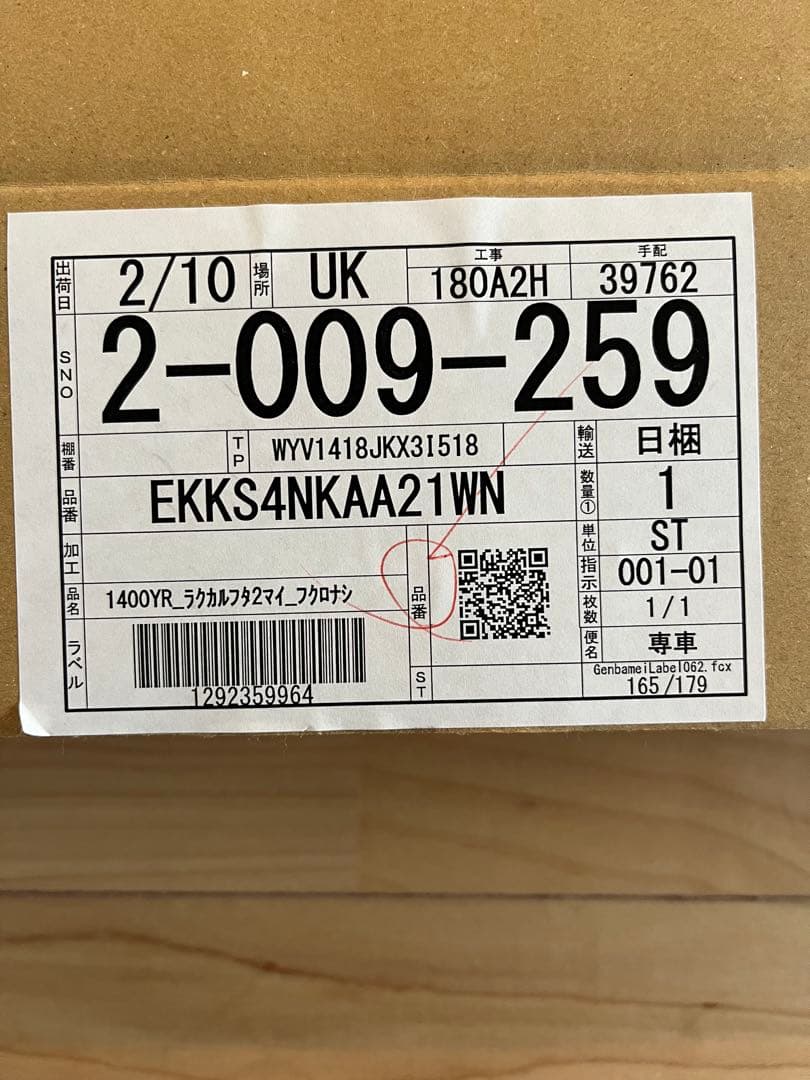 出荷日 2/10 場所 UK 工事 180A2H 手配 39762
SNO 2-009-259
棚番 TP WYV1418JKX3I518 輸送 日梱
品番 EKKS4NKAA21WN 数量① 1
加工 単位 ST
指示 001-01
品名 1400YR_ラクカルフタ2マイ_フクロナシ 品番 枚数 1/1
ラベル 1292359964 便名 専車
ST GenbameiLabel062.fcx
165/179